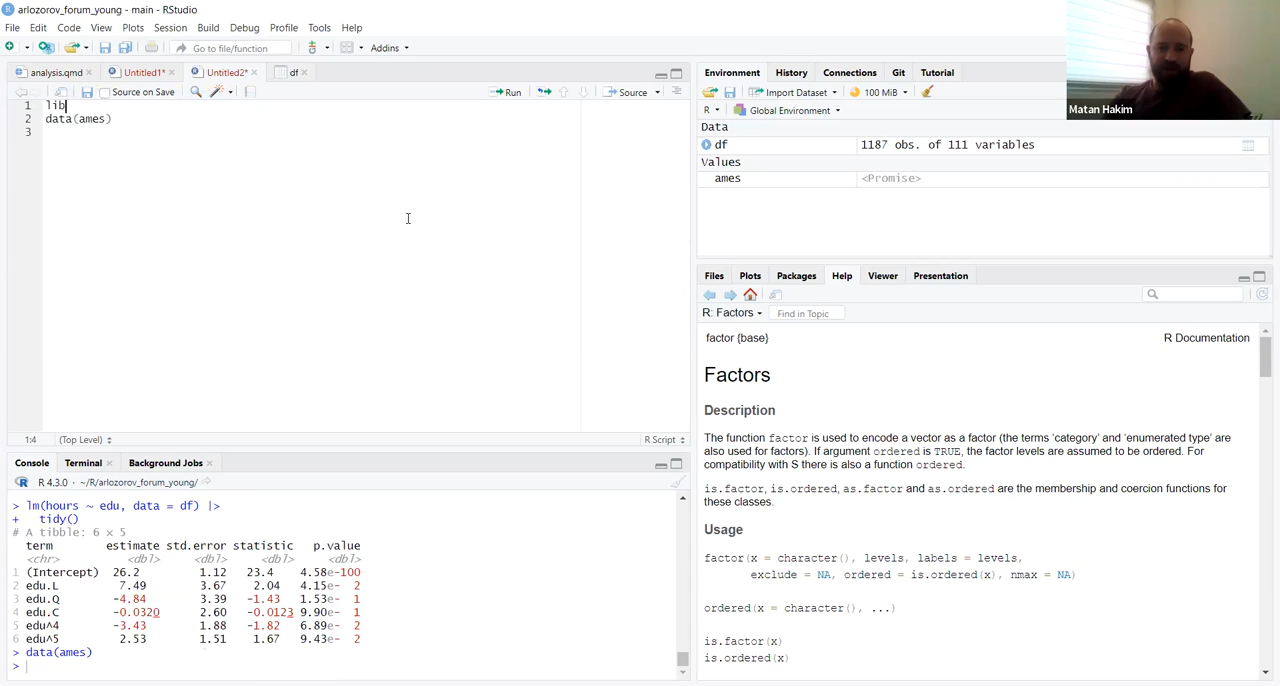 arlozorov_forum_young - main - RStudio
File Edit Code View Plots Session Build Debug Profile Tools Help
Go to file/function Addins
analysis.qmd Untitled1* Untitled2* df
Source on Save Run Source
1 lib
2 data(ames)
3
1:4 (Top Level) R Script
Console Terminal Background Jobs
R 4.3.0 · ~/R/arlozorov_forum_young/
> lm(hours ~ edu, data = df) |>
+ tidy()
# A tibble: 6 × 5
term estimate std.error statistic p.value
<chr> <dbl> <dbl> <dbl> <dbl>
1 (Intercept) 26.2 1.12 23.4 4.58e-100
2 edu.L 7.49 3.67 2.04 4.15e- 2
3 edu.Q -4.84 3.39 -1.43 1.53e- 1
4 edu.C -0.0320 2.60 -0.0123 9.90e- 1
5 edu^4 -3.43 1.88 -1.82 6.89e- 2
6 edu^5 2.53 1.51 1.67 9.43e- 2
> data(ames)
>
Environment History Connections Git Tutorial
Import Dataset 100 MiB
R Global Environment
Data
df 1187 obs. of 111 variables
Values
ames <Promise>
Matan Hakim
Files Plots Packages Help Viewer Presentation
R: Factors Find in Topic
factor {base} R Documentation
Factors
Description
The function factor is used to encode a vector as a factor (the terms ‘category’ and ‘enumerated type’ are
also used for factors). If argument ordered is TRUE, the factor levels are assumed to be ordered. For
compatibility with S there is also a function ordered.
is.factor, is.ordered, as.factor and as.ordered are the membership and coercion functions for
these classes.
Usage
factor(x = character(), levels, labels = levels,
exclude = NA, ordered = is.ordered(x), nmax = NA)
ordered(x = character(), ...)
is.factor(x)
is.ordered(x)